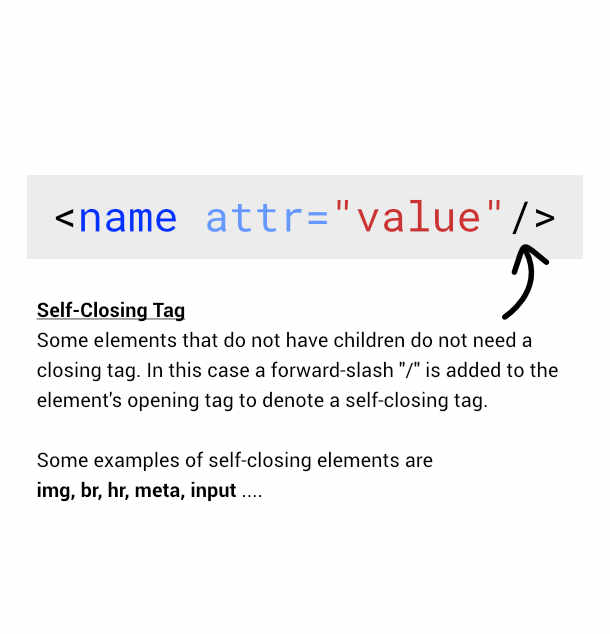 <name attr="value"/>
Self-Closing Tag
Some elements that do not have children do not need a
closing tag. In this case a forward-slash "/" is added to the
element's opening tag to denote a self-closing tag.
Some examples of self-closing elements are
img, br, hr, meta, input ....